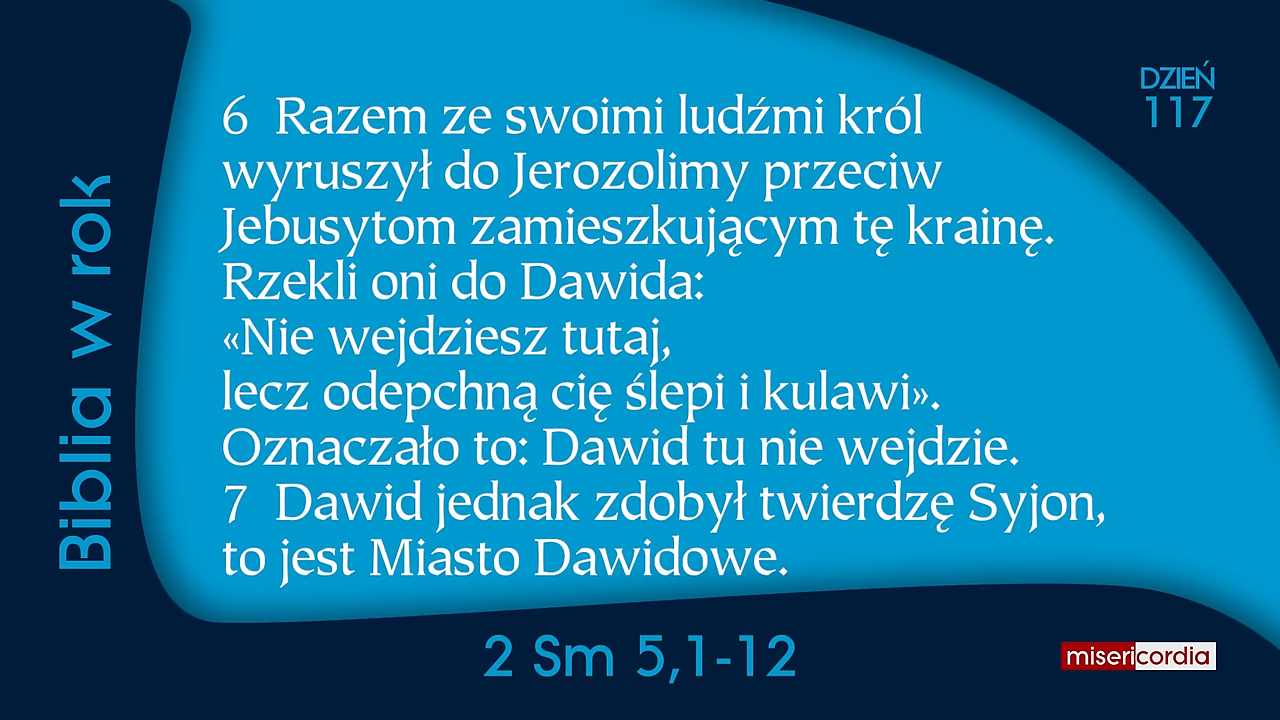 DZIEŃ
117
Biblia w rok
6 Razem ze swoimi ludźmi król
wyruszył do Jerozolimy przeciw
Jebusytom zamieszkującym tę krainę.
Rzekli oni do Dawida:
«Nie wejdziesz tutaj,
lecz odepchną cię ślepi i kulawi».
Oznaczało to: Dawid tu nie wejdzie.
7 Dawid jednak zdobył twierdzę Syjon,
to jest Miasto Dawidowe.
2 Sm 5,1-12
misericordia